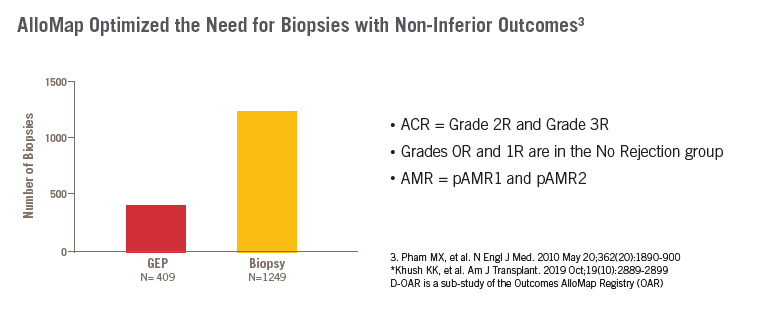 AlloMap Optimized the Need for Biopsies with Non-Inferior Outcomes³
Number of Biopsies
1500
1000
500
0
GEP
N= 409
Biopsy
N=1249
• ACR = Grade 2R and Grade 3R
• Grades 0R and 1R are in the No Rejection group
• AMR = pAMR1 and pAMR2
3. Pham MX, et al. N Engl J Med. 2010 May 20;362(20):1890-900
*Khush KK, et al. Am J Transplant. 2019 Oct;19(10):2889-2899
D-OAR is a sub-study of the Outcomes AlloMap Registry (OAR)